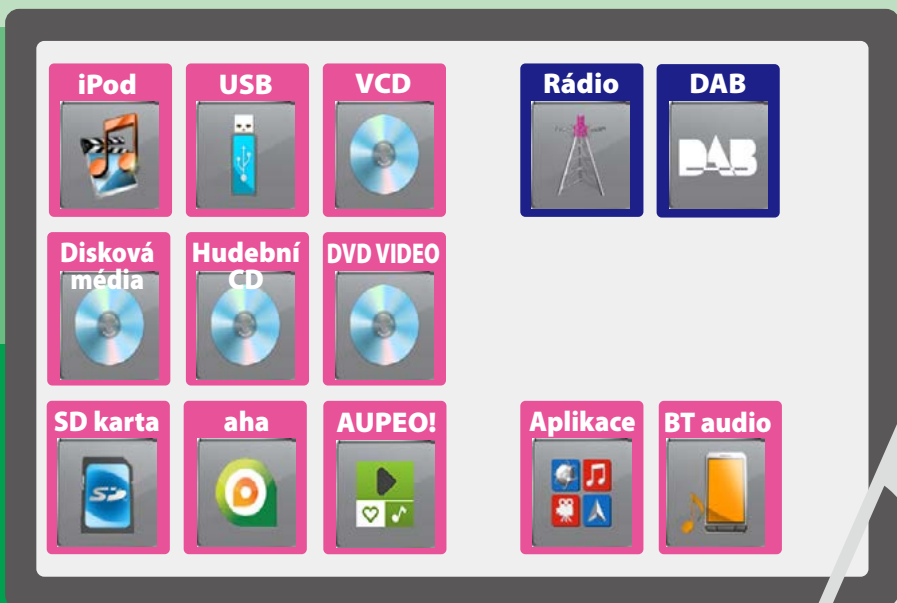 iPod
USB
VCD
Rádio
DAB
DAB
Disková
média
Hudební
CD
DVD VIDEO
SD karta
SD
aha
AUPEO!
Aplikace
BT audio